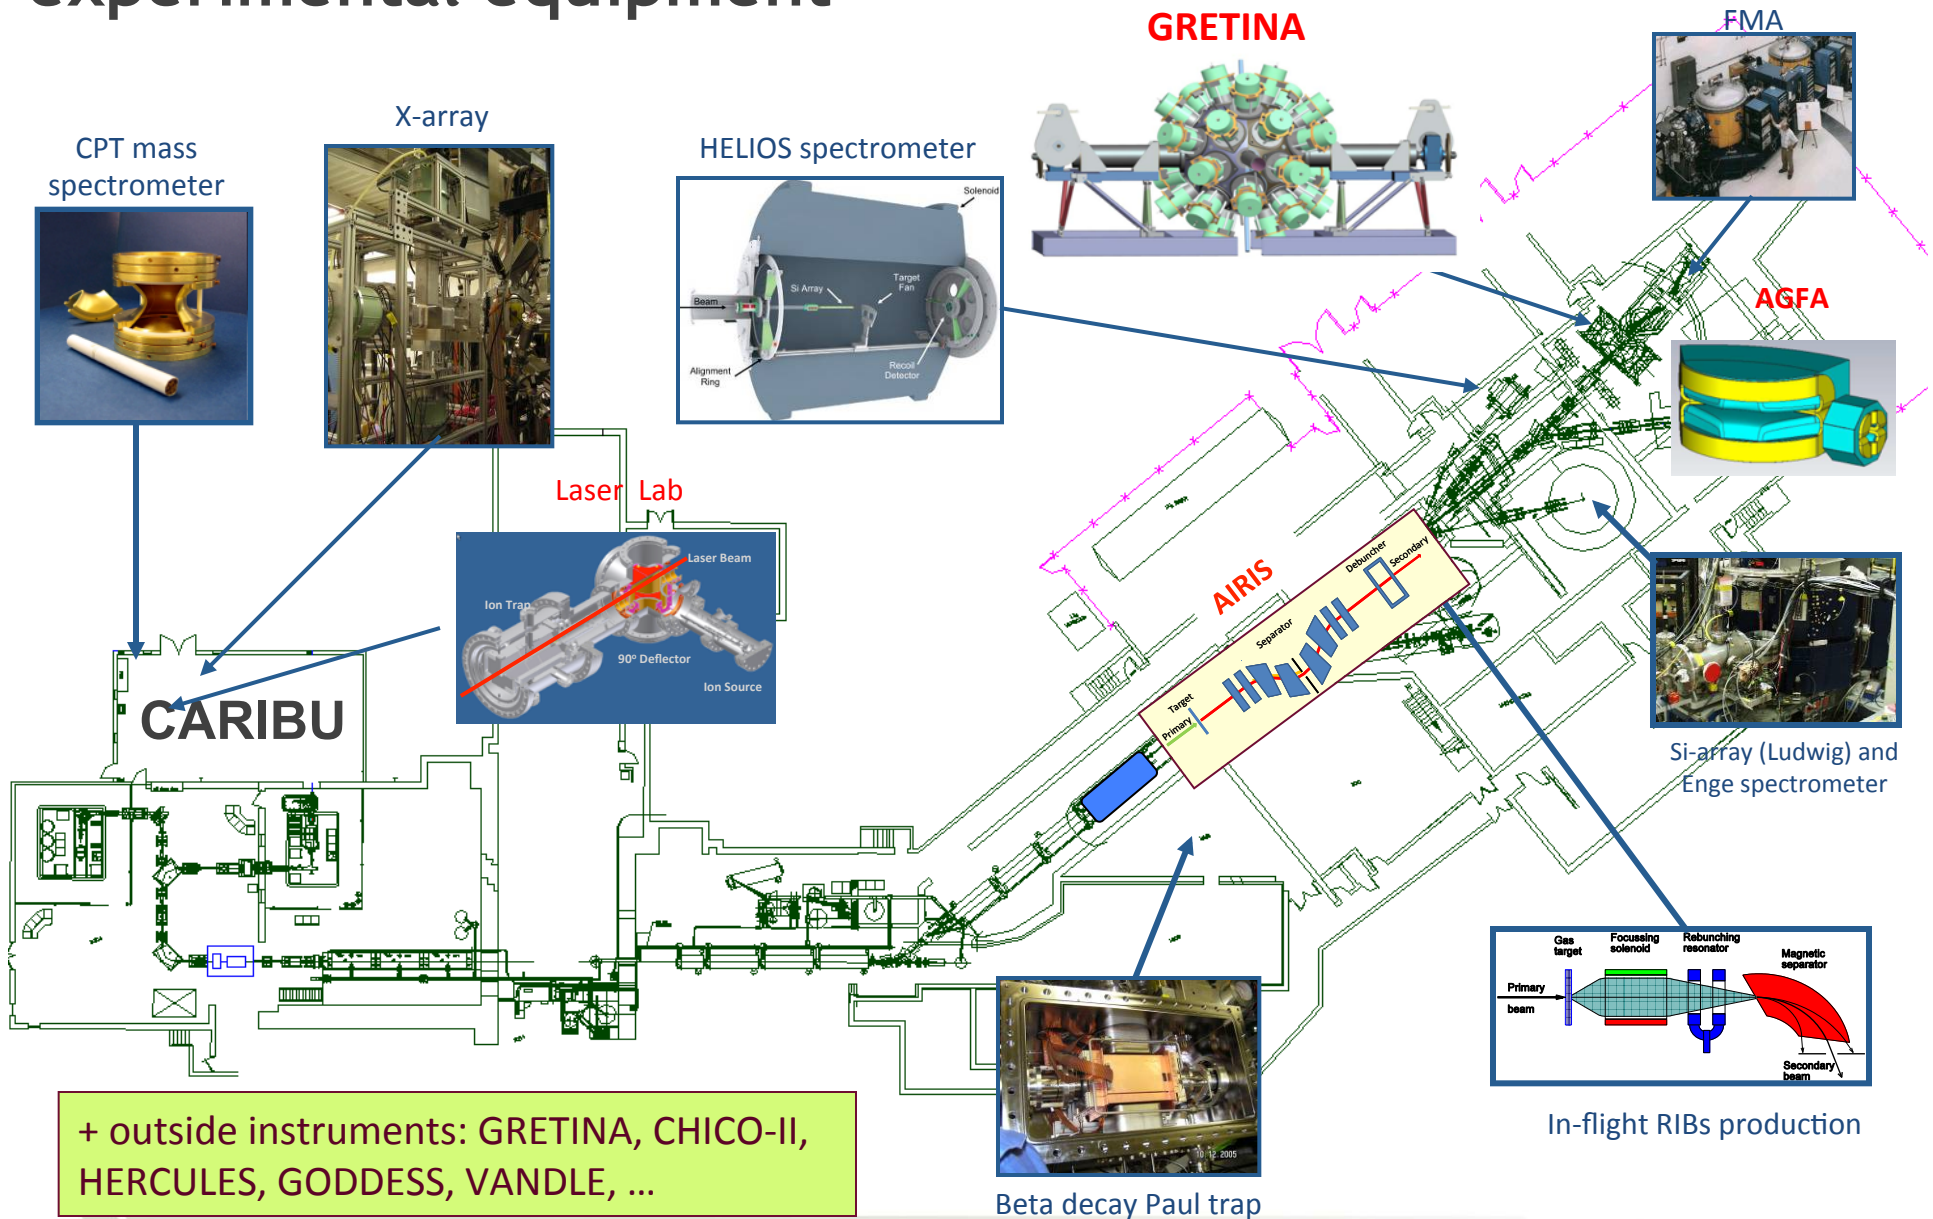 experimental equipment
GRETINA
FMA
X-array
CPT mass
spectrometer
HELIOS spectrometer
Solenoid
Target
Fan
Si Array
Beam
Alignment
Ring
Recoil
Detector
AGFA
Laser Lab
Laser Beam
Ion Trap
90° Deflector
Ion Source
CARIBU
AIRIS
Debuncher
Secondary
Separator
Target
Primary
Si-array (Ludwig) and
Enge spectrometer
Gas
target
Focussing
solenoid
Rebunching
resonator
Magnetic
separator
Primary
beam
Secondary
beam
In-flight RIBs production
10.12.2005
Beta decay Paul trap
+ outside instruments: GRETINA, CHICO-II,
HERCULES, GODDESS, VANDLE, ...